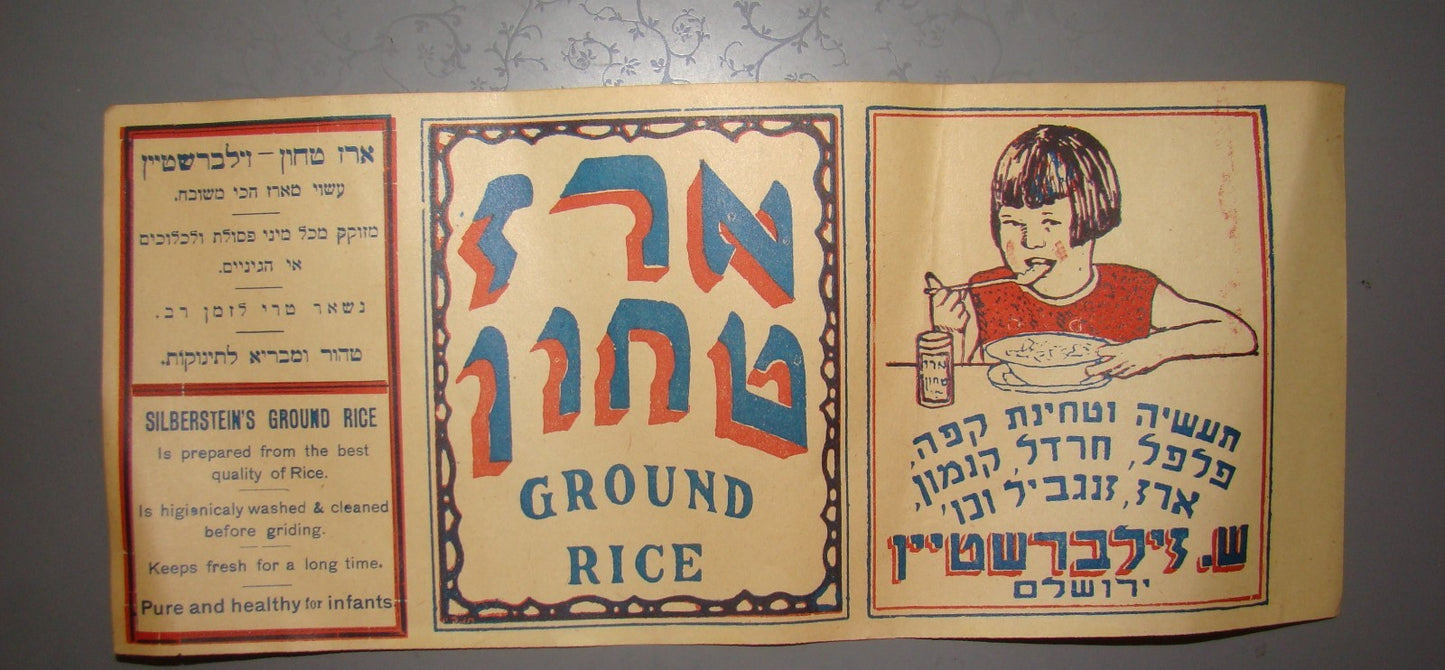 ארז טחון – זילברשטיין
עשוי מארז הכי משובח.
מזוקק מכל מיני פסולת ולכלוכים
אי הגיניים.
נשאר טרי לזמן רב.
טהור ומבריא לתינוקות.
SILBERSTEIN'S GROUND RICE
Is prepared from the best
quality of Rice.
Is higienicaly washed & cleaned
before griding.
Keeps fresh for a long time.
Pure and healthy for infants.
ארז
טחון
GROUND
RICE
ארז
טחון
תעשיה וטחינת קפה,
פלפל, חרדל, קנמון,
ארז, זנגביל וכו'
ש. זילברשטיין
ירושלם